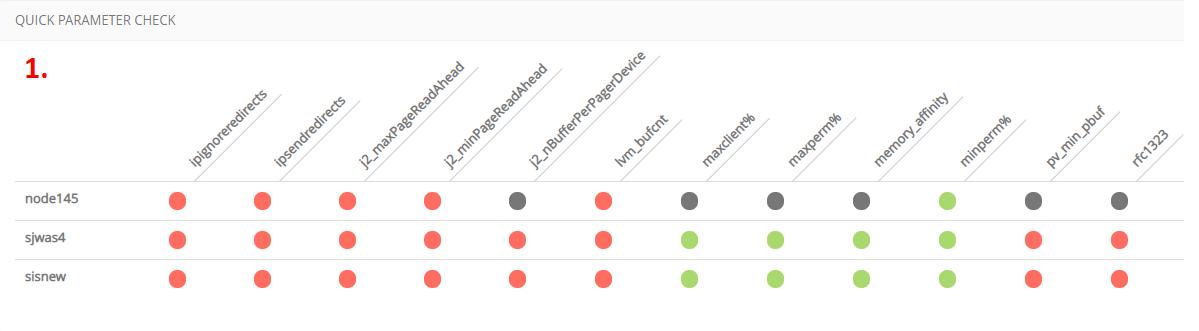 QUICK PARAMETER CHECK
1.
ipignoreredirects
ipsendredirects
j2_maxPageReadAhead
j2_minPageReadAhead
j2_nBufferPerPagerDevice
lvm_bufcnt
maxclient%
maxperm%
memory_affinity
minperm%
pv_min_pbuf
rfc1323
node145
sjwas4
sisnew